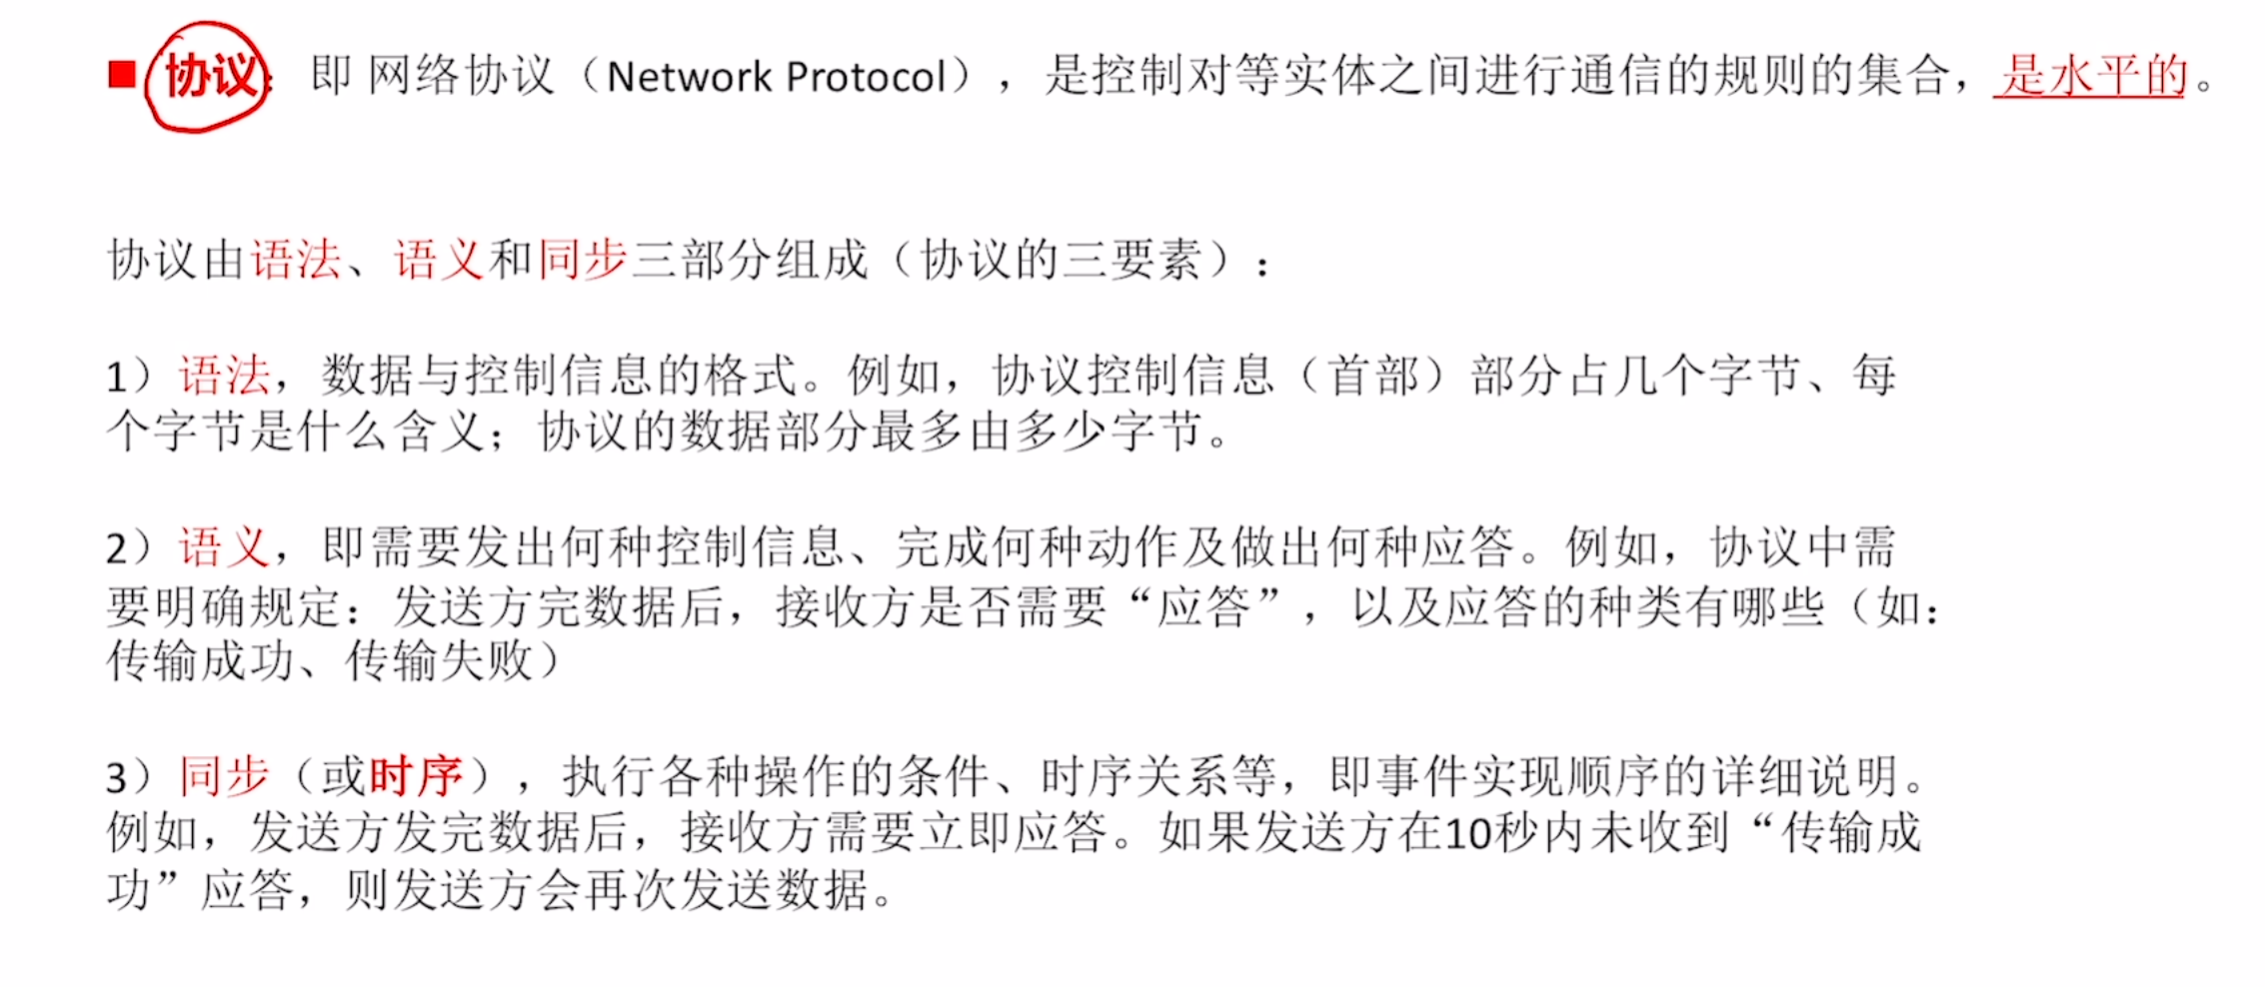 ■ 协议：即 网络协议（Network Protocol），是控制对等实体之间进行通信的规则的集合，是水平的。
协议由语法、语义和同步三部分组成（协议的三要素）：
1）语法，数据与控制信息的格式。例如，协议控制信息（首部）部分占几个字节、每
个字节是什么含义；协议的数据部分最多由多少字节。
2）语义，即需要发出何种控制信息、完成何种动作及做出何种应答。例如，协议中需
要明确规定：发送方完数据后，接收方是否需要“应答”，以及应答的种类有哪些（如：
传输成功、传输失败）
3）同步（或时序），执行各种操作的条件、时序关系等，即事件实现顺序的详细说明。
例如，发送方发完数据后，接收方需要立即应答。如果发送方在10秒内未收到“传输成
功”应答，则发送方会再次发送数据。